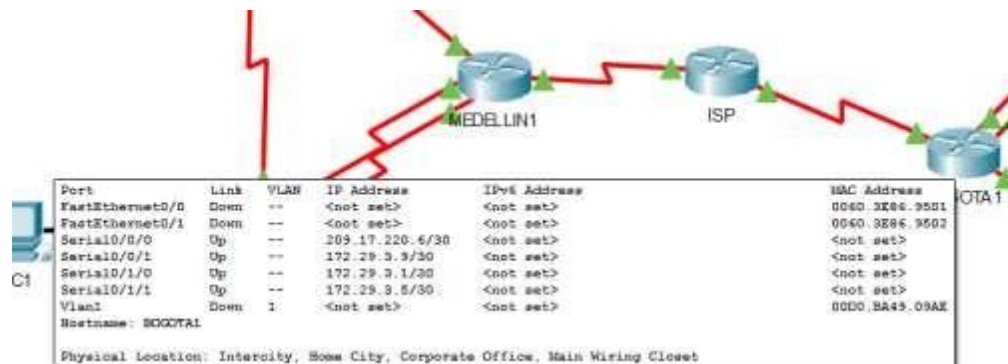 MEDELLIN1
ISP
OTA1
C1
Port Link VLAN IP Address IPv6 Address MAC Address
FastEthernet0/0 Down -- <not set> <not set> 0060.3E86.9501
FastEthernet0/1 Down -- <not set> <not set> 0060.3E86.9502
Serial0/0/0 Up -- 209.17.220.6/30 <not set> <not set>
Serial0/0/1 Up -- 172.29.3.9/30 <not set> <not set>
Serial0/1/0 Up -- 172.29.3.1/30 <not set> <not set>
Serial0/1/1 Up -- 172.29.3.5/30 <not set> <not set>
Vlan1 Down 1 <not set> <not set> 00D0.BA49.09AE
Hostname: BOGOTA1
Physical Location: Intercity, Home City, Corporate Office, Main Wiring Closet